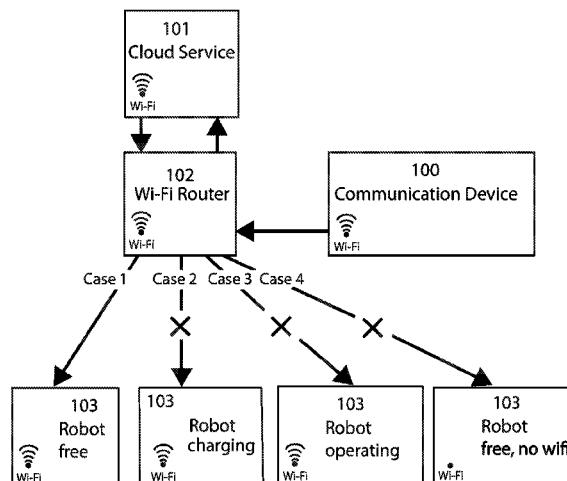 101
Cloud Service
Wi-Fi
102
Wi-Fi Router
Wi-Fi
100
Communication Device
Wi-Fi
Case 1
Case 2
Case 3
Case 4
103
Robot
free
Wi-Fi
103
Robot
charging
Wi-Fi
103
Robot
operating
Wi-Fi
103
Robot
free, no wifi
Wi-Fi